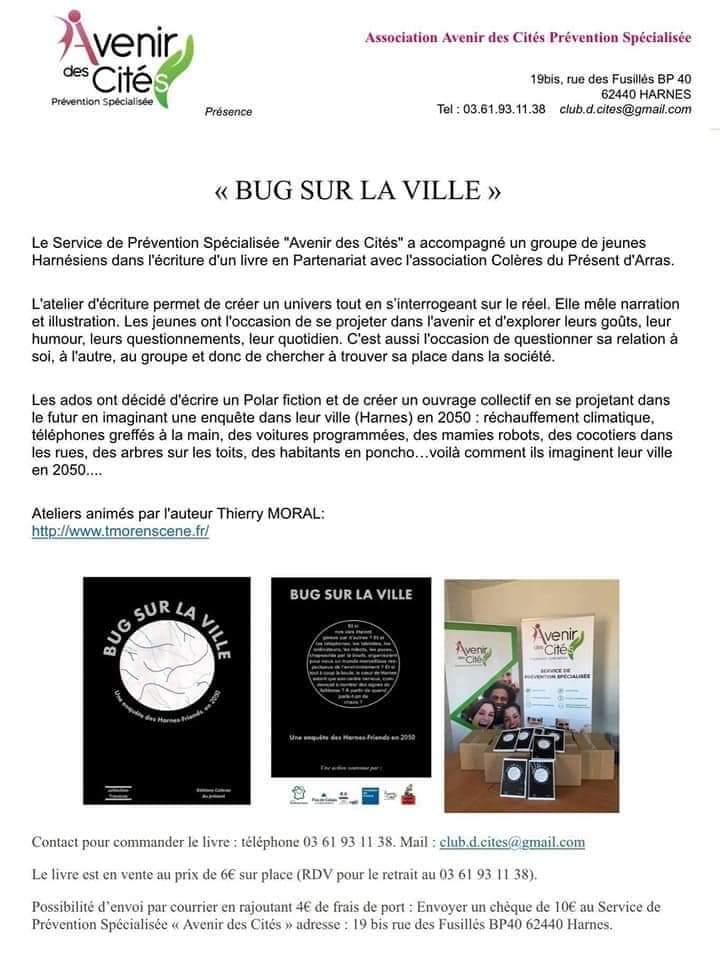 Avenir
des
Cités
Prévention Spécialisée
Présence
Association Avenir des Cités Prévention Spécialisée
19bis, rue des Fusillés BP 40
62440 HARNES
Tel : 03.61.93.11.38 club.d.cites@gmail.com
« BUG SUR LA VILLE »
Le Service de Prévention Spécialisée "Avenir des Cités" a accompagné un groupe de jeunes
Harnésiens dans l'écriture d'un livre en Partenariat avec l'association Colères du Présent d'Arras.
L'atelier d'écriture permet de créer un univers tout en s’interrogeant sur le réel. Elle mêle narration
et illustration. Les jeunes ont l'occasion de se projeter dans l'avenir et d'explorer leurs goûts, leur
humour, leurs questionnements, leur quotidien. C'est aussi l'occasion de questionner sa relation à
soi, à l'autre, au groupe et donc de chercher à trouver sa place dans la société.
Les ados ont décidé d'écrire un Polar fiction et de créer un ouvrage collectif en se projetant dans
le futur en imaginant une enquête dans leur ville (Harnes) en 2050 : réchauffement climatique,
téléphones greffés à la main, des voitures programmées, des mamies robots, des cocotiers dans
les rues, des arbres sur les toits, des habitants en poncho…voilà comment ils imaginent leur ville
en 2050....
Ateliers animés par l'auteur Thierry MORAL:
http://www.tmorenscene.fr/
BUG SUR LA VILLE
Une enquête des Harnes-Friends en 2050
collection
Editions Colères
du présent
BUG SUR LA VILLE
Et si
Une enquête des Harnes-Friends en 2050
Une action soutenue par :
Avenir
des
Cités
Avenir
des
Cités
SERVICE DE
PRÉVENTION SPÉCIALISÉE
Contact pour commander le livre : téléphone 03 61 93 11 38. Mail : club.d.cites@gmail.com
Le livre est en vente au prix de 6€ sur place (RDV pour le retrait au 03 61 93 11 38).
Possibilité d’envoi par courrier en rajoutant 4€ de frais de port : Envoyer un chèque de 10€ au Service de
Prévention Spécialisée « Avenir des Cités » adresse : 19 bis rue des Fusillés BP40 62440 Harnes.